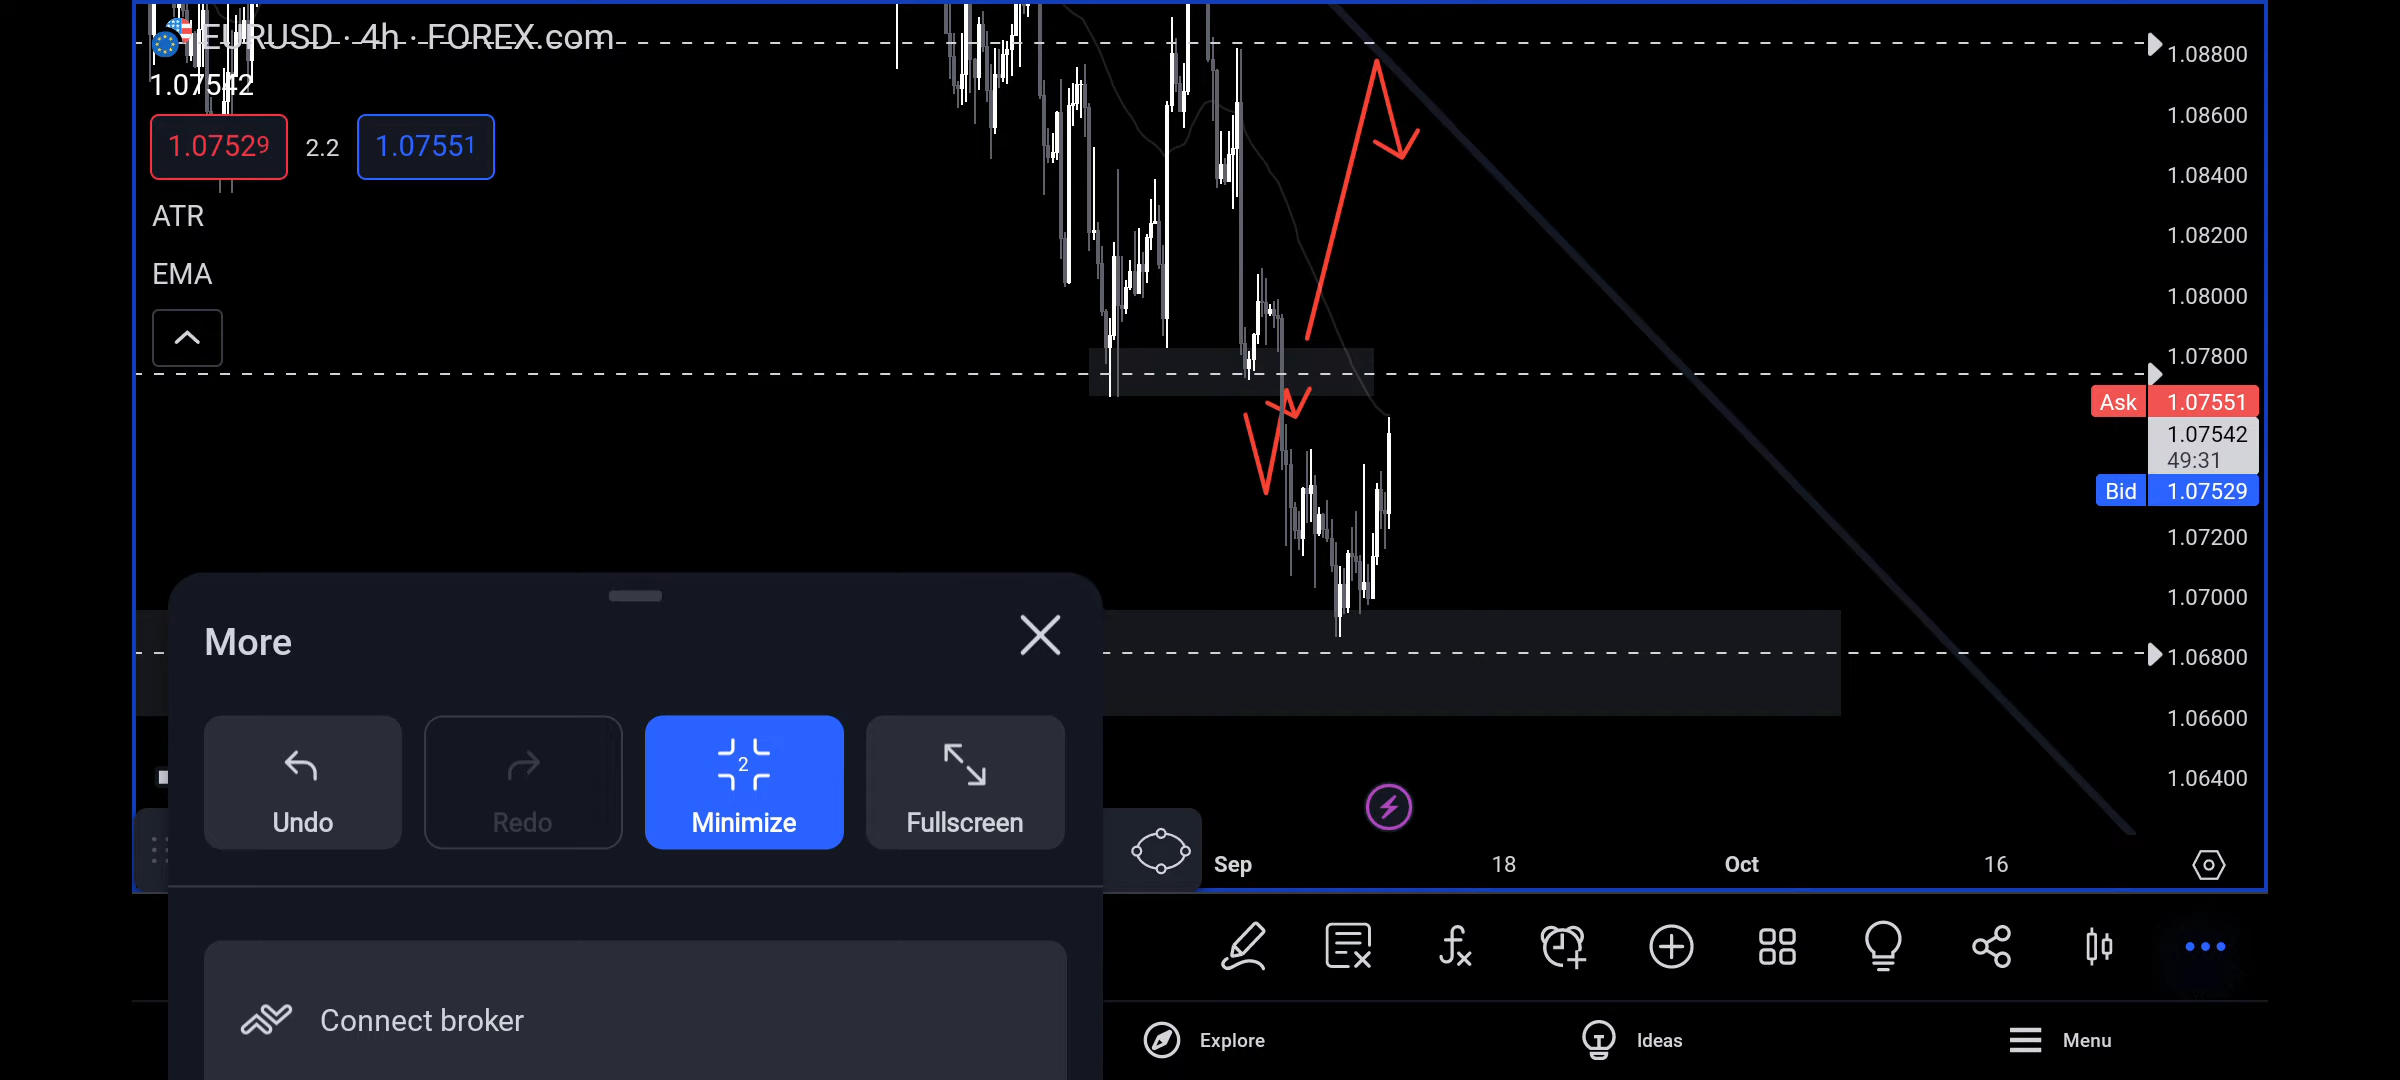 EURUSD · 4h · FOREX.com
1.07542
1.07529 2.2 1.07551
ATR
EMA
1.08800
1.08600
1.08400
1.08200
1.08000
1.07800
Ask 1.07551
1.07542
49:31
Bid 1.07529
1.07200
1.07000
1.06800
1.06600
1.06400
Sep 18 Oct 16
More
2
Undo Redo Minimize Fullscreen
Connect broker
Explore Ideas Menu